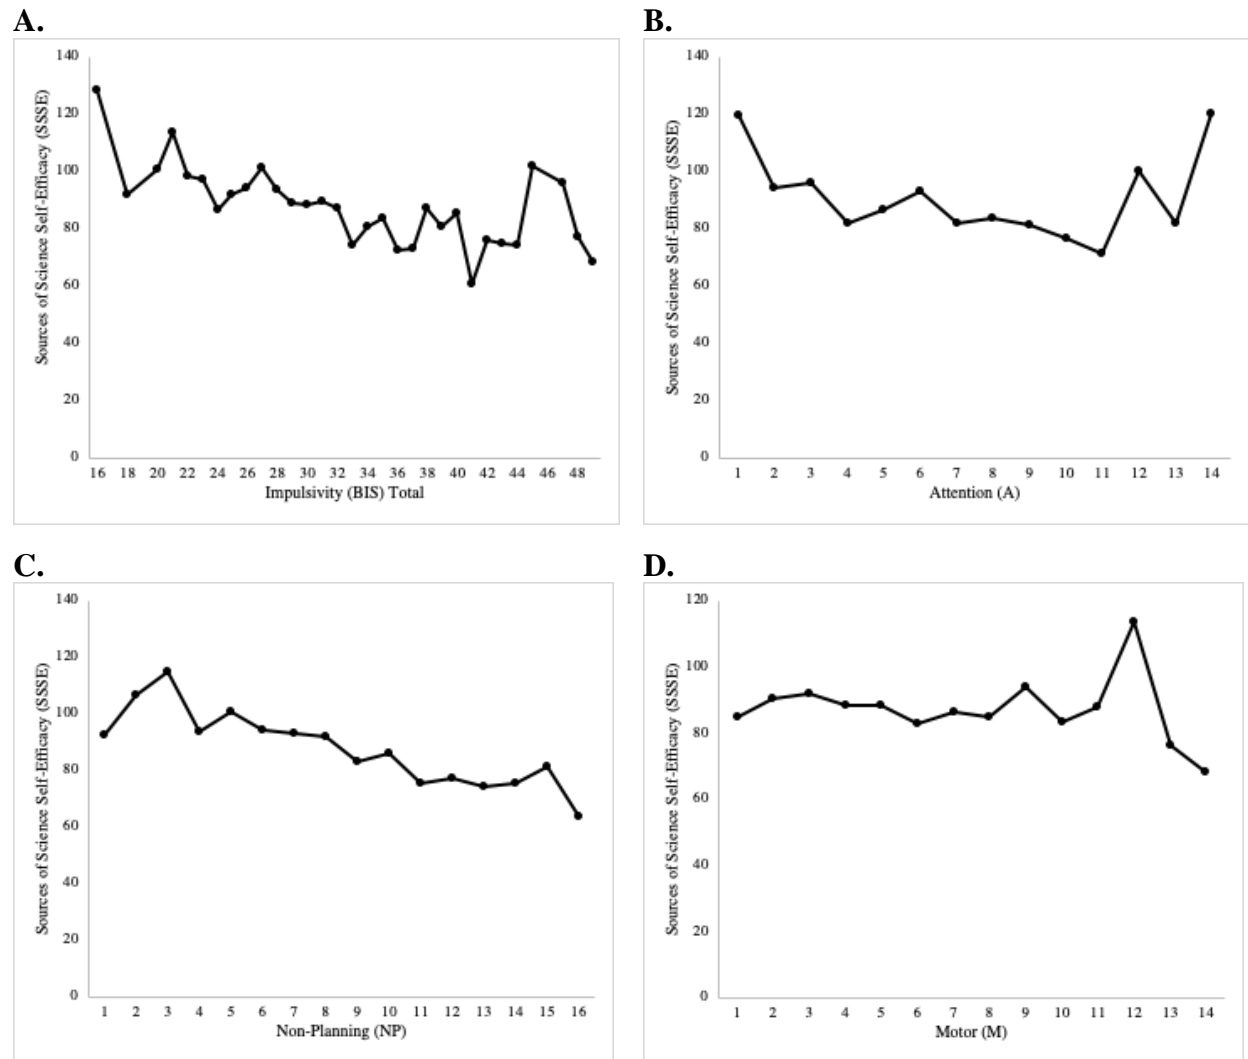 A.
Sources of Science Self-Efficacy (SSSE)
140
120
100
80
60
40
20
0
16 18 20 22 24 26 28 30 32 34 36 38 40 42 44 46 48
Impulsivity (BIS) Total
B.
Sources of Science Self-Efficacy (SSSE)
140
120
100
80
60
40
20
0
1 2 3 4 5 6 7 8 9 10 11 12 13 14
Attention (A)
C.
Sources of Science Self-Efficacy (SSSE)
140
120
100
80
60
40
20
0
1 2 3 4 5 6 7 8 9 10 11 12 13 14 15 16
Non-Planning (NP)
D.
Sources of Science Self-Efficacy (SSSE)
120
100
80
60
40
20
0
1 2 3 4 5 6 7 8 9 10 11 12 13 14
Motor (M)